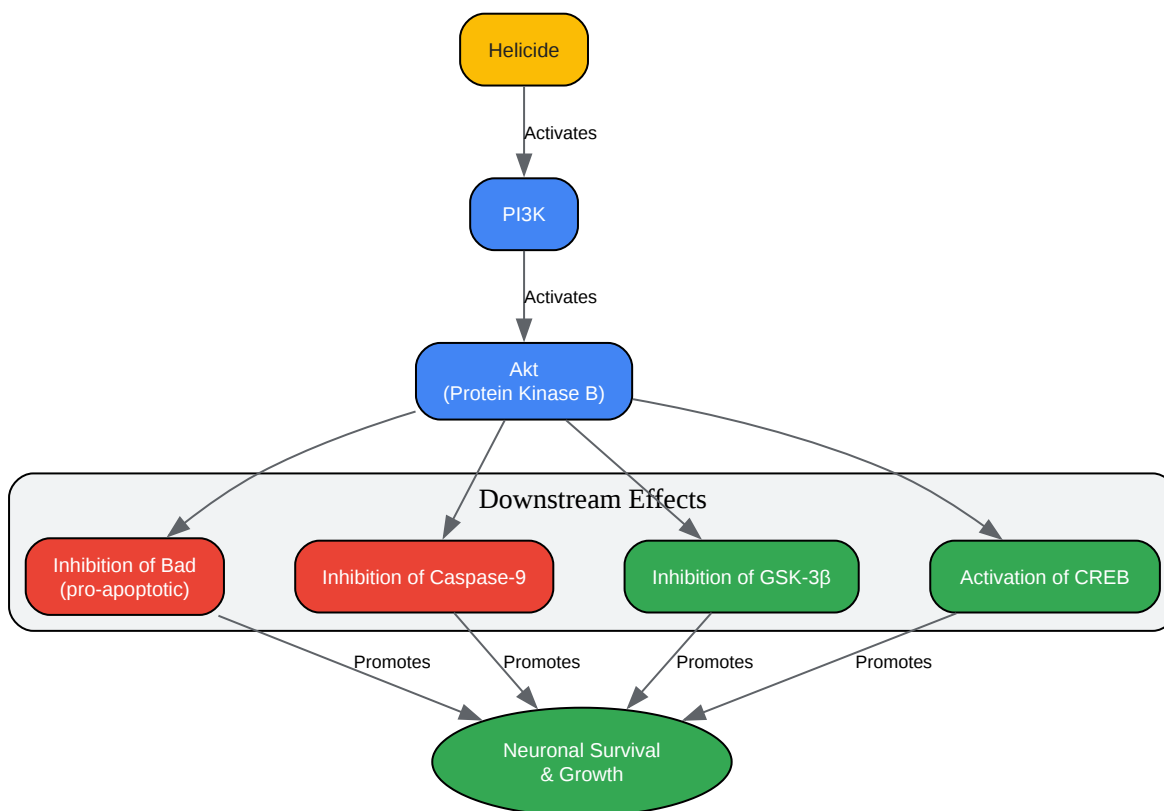 Helicide
Activates
PI3K
Activates
Akt
(Protein Kinase B)
Downstream Effects
Inhibition of Bad
(pro-apoptotic)
Inhibition of Caspase-9
Inhibition of GSK-3β
Activation of CREB
Promotes
Promotes
Promotes
Promotes
Neuronal Survival
& Growth